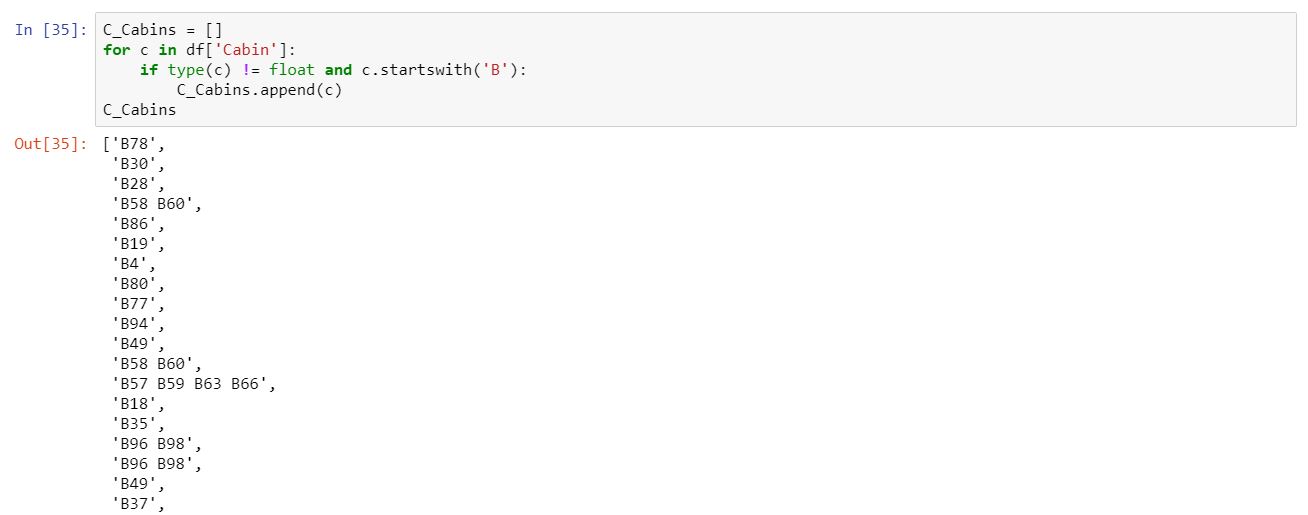 In [35]: C_Cabins = []
for c in df['Cabin']:
    if type(c) != float and c.startswith('B'):
        C_Cabins.append(c)
C_Cabins
Out[35]: ['B78',
 'B30',
 'B28',
 'B58 B60',
 'B86',
 'B19',
 'B4',
 'B80',
 'B77',
 'B94',
 'B49',
 'B58 B60',
 'B57 B59 B63 B66',
 'B18',
 'B35',
 'B96 B98',
 'B96 B98',
 'B49',
 'B37',